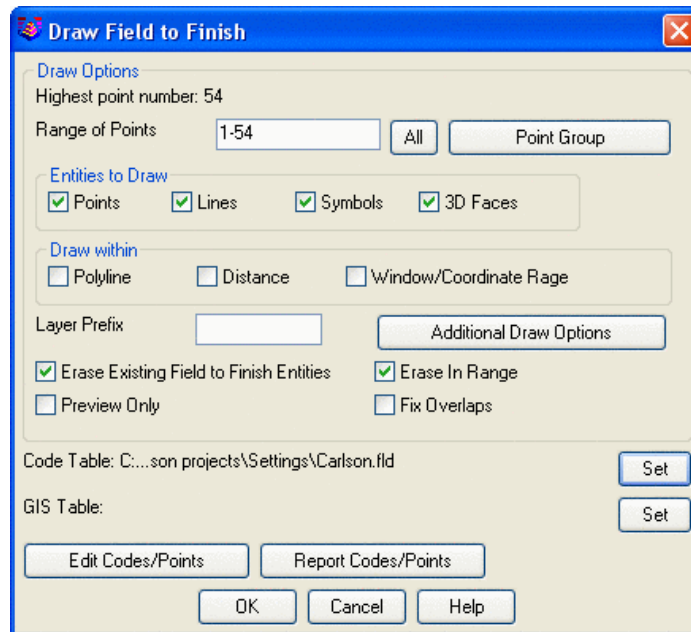 Draw Field to Finish
Draw Options
Highest point number: 54
Range of Points 1-54 All Point Group
Entities to Draw
Points Lines Symbols 3D Faces
Draw within
Polyline Distance Window/Coordinate Rage
Layer Prefix Additional Draw Options
Erase Existing Field to Finish Entities Erase In Range
Preview Only Fix Overlaps
Code Table: C:...son projects\Settings\Carlson.fld Set
GIS Table: Set
Edit Codes/Points Report Codes/Points
OK Cancel Help